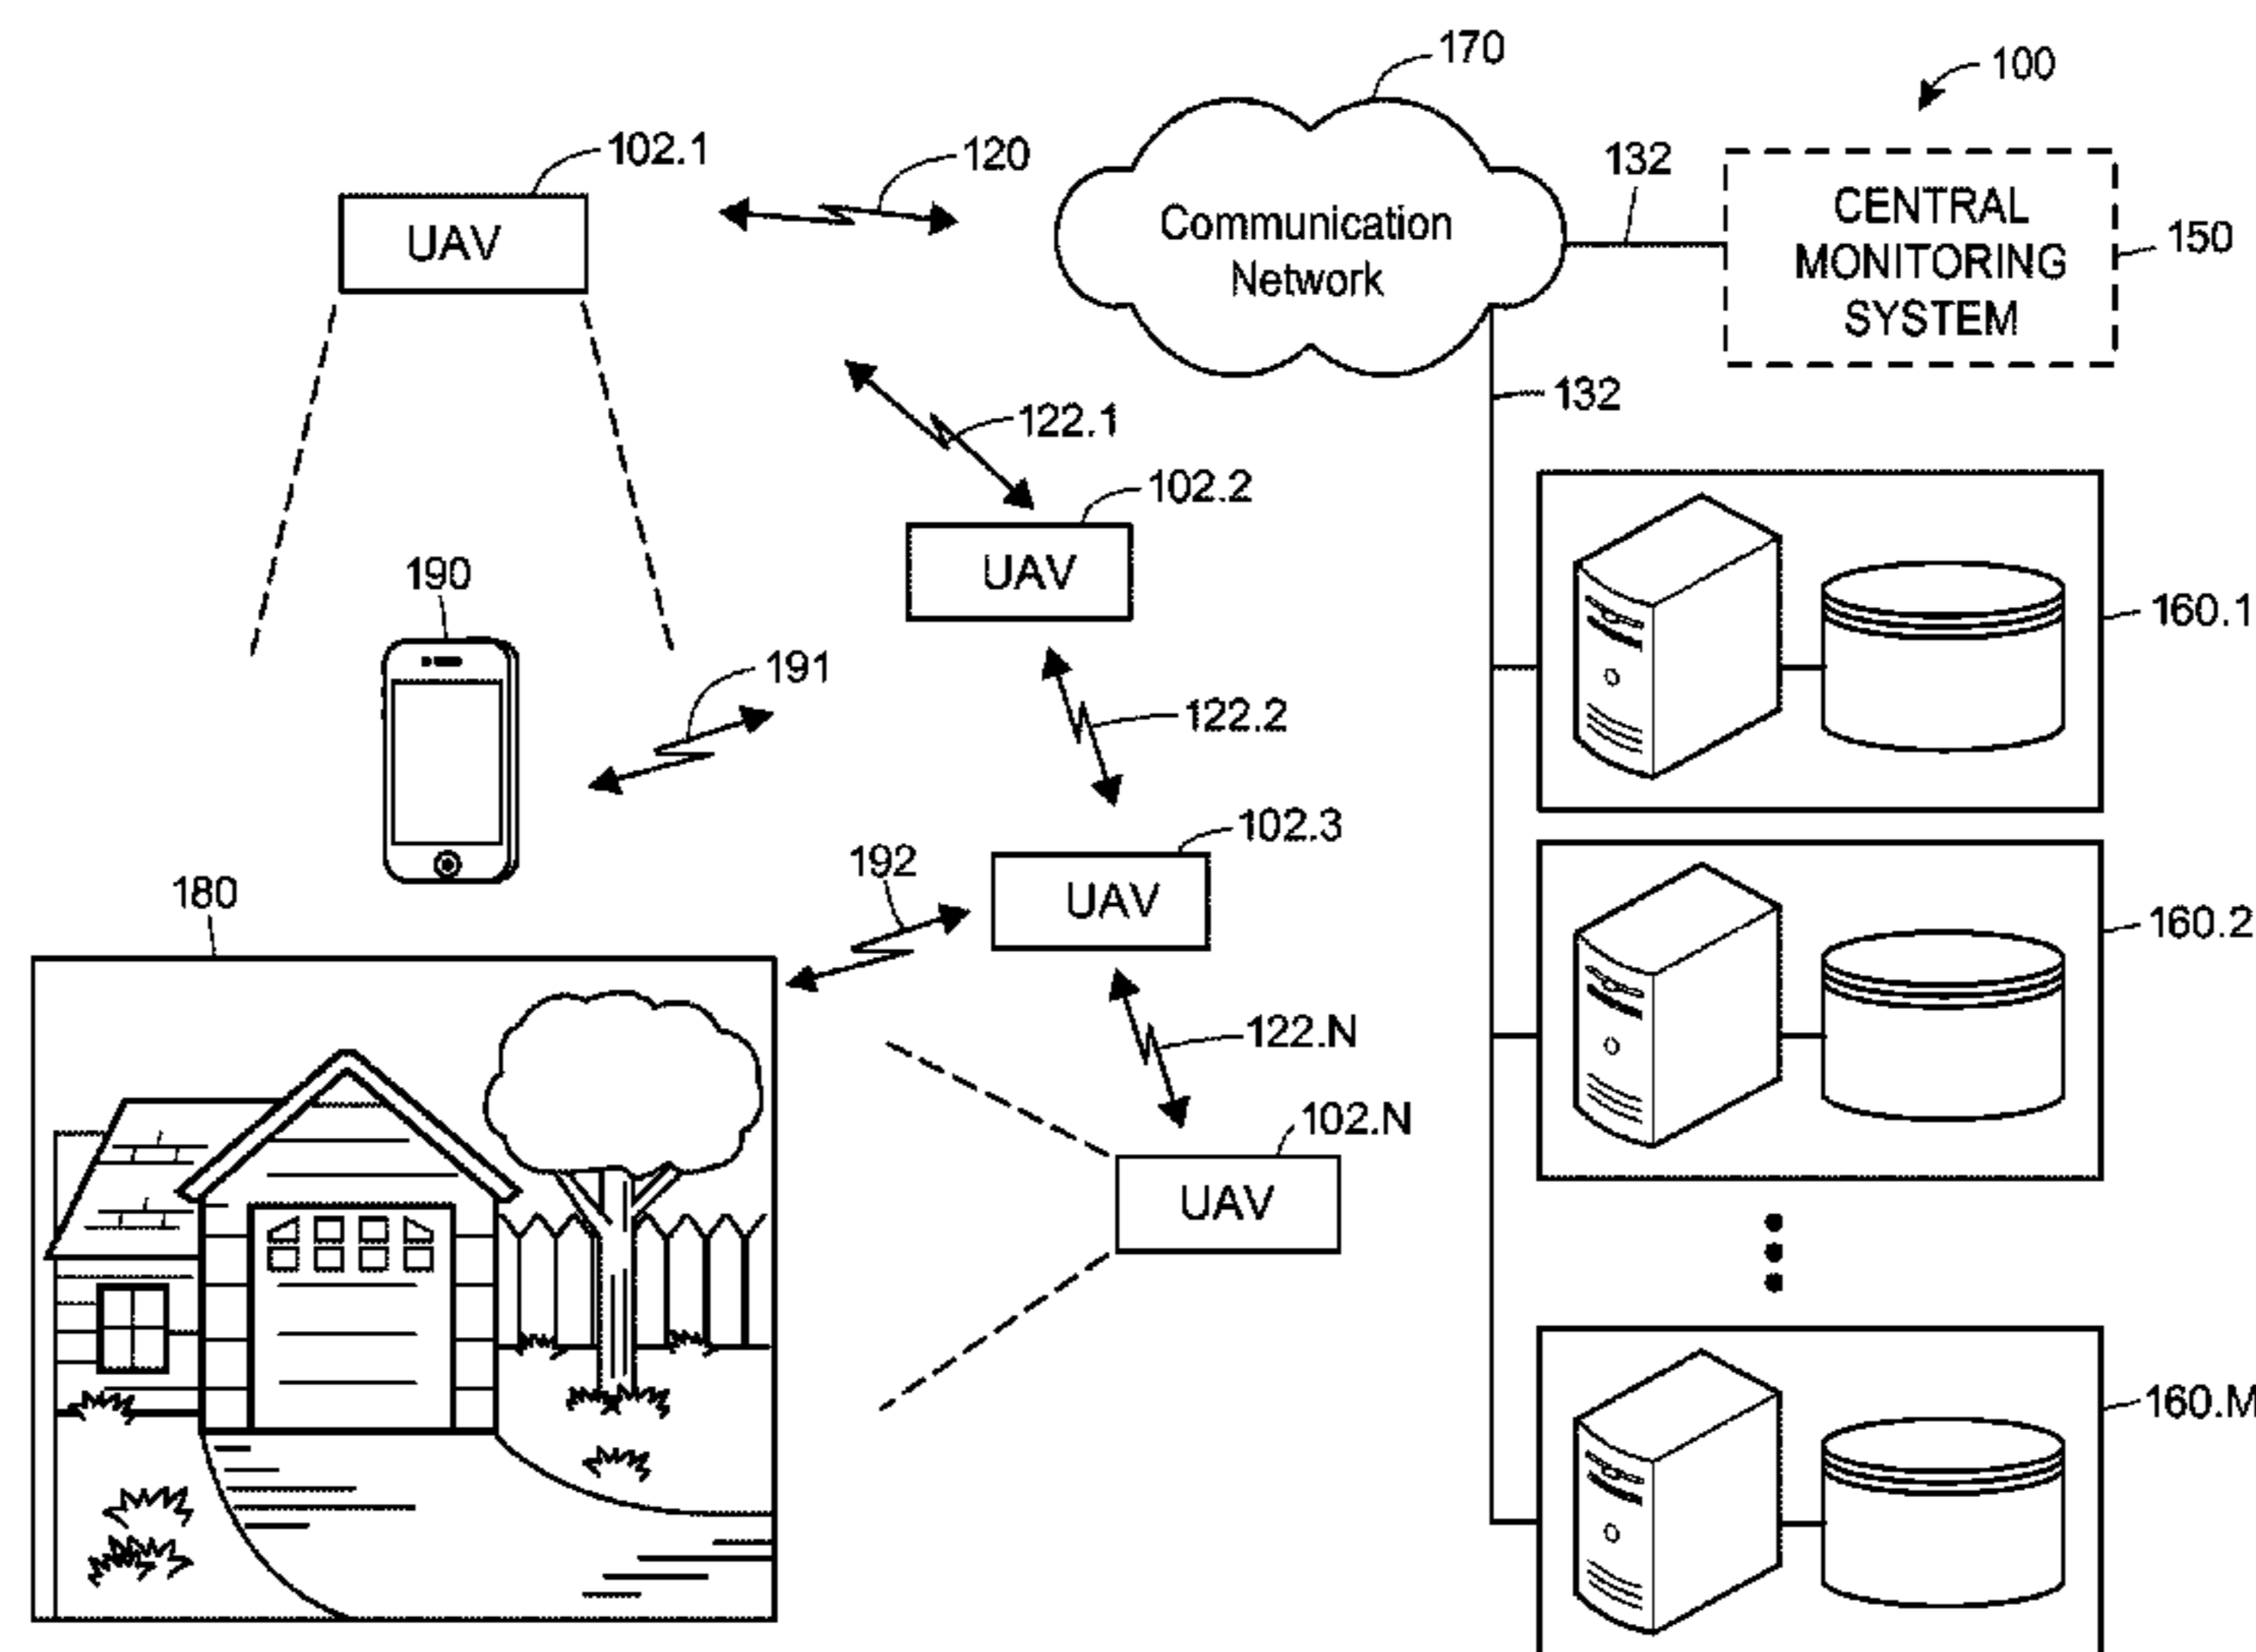 170
100
102.1
120
132
UAV
Communication
Network
CENTRAL
MONITORING
SYSTEM
150
132
122.1
102.2
UAV
190
160.1
191
122.2
102.3
192
UAV
180
160.2
122.N
102.N
UAV
160.M